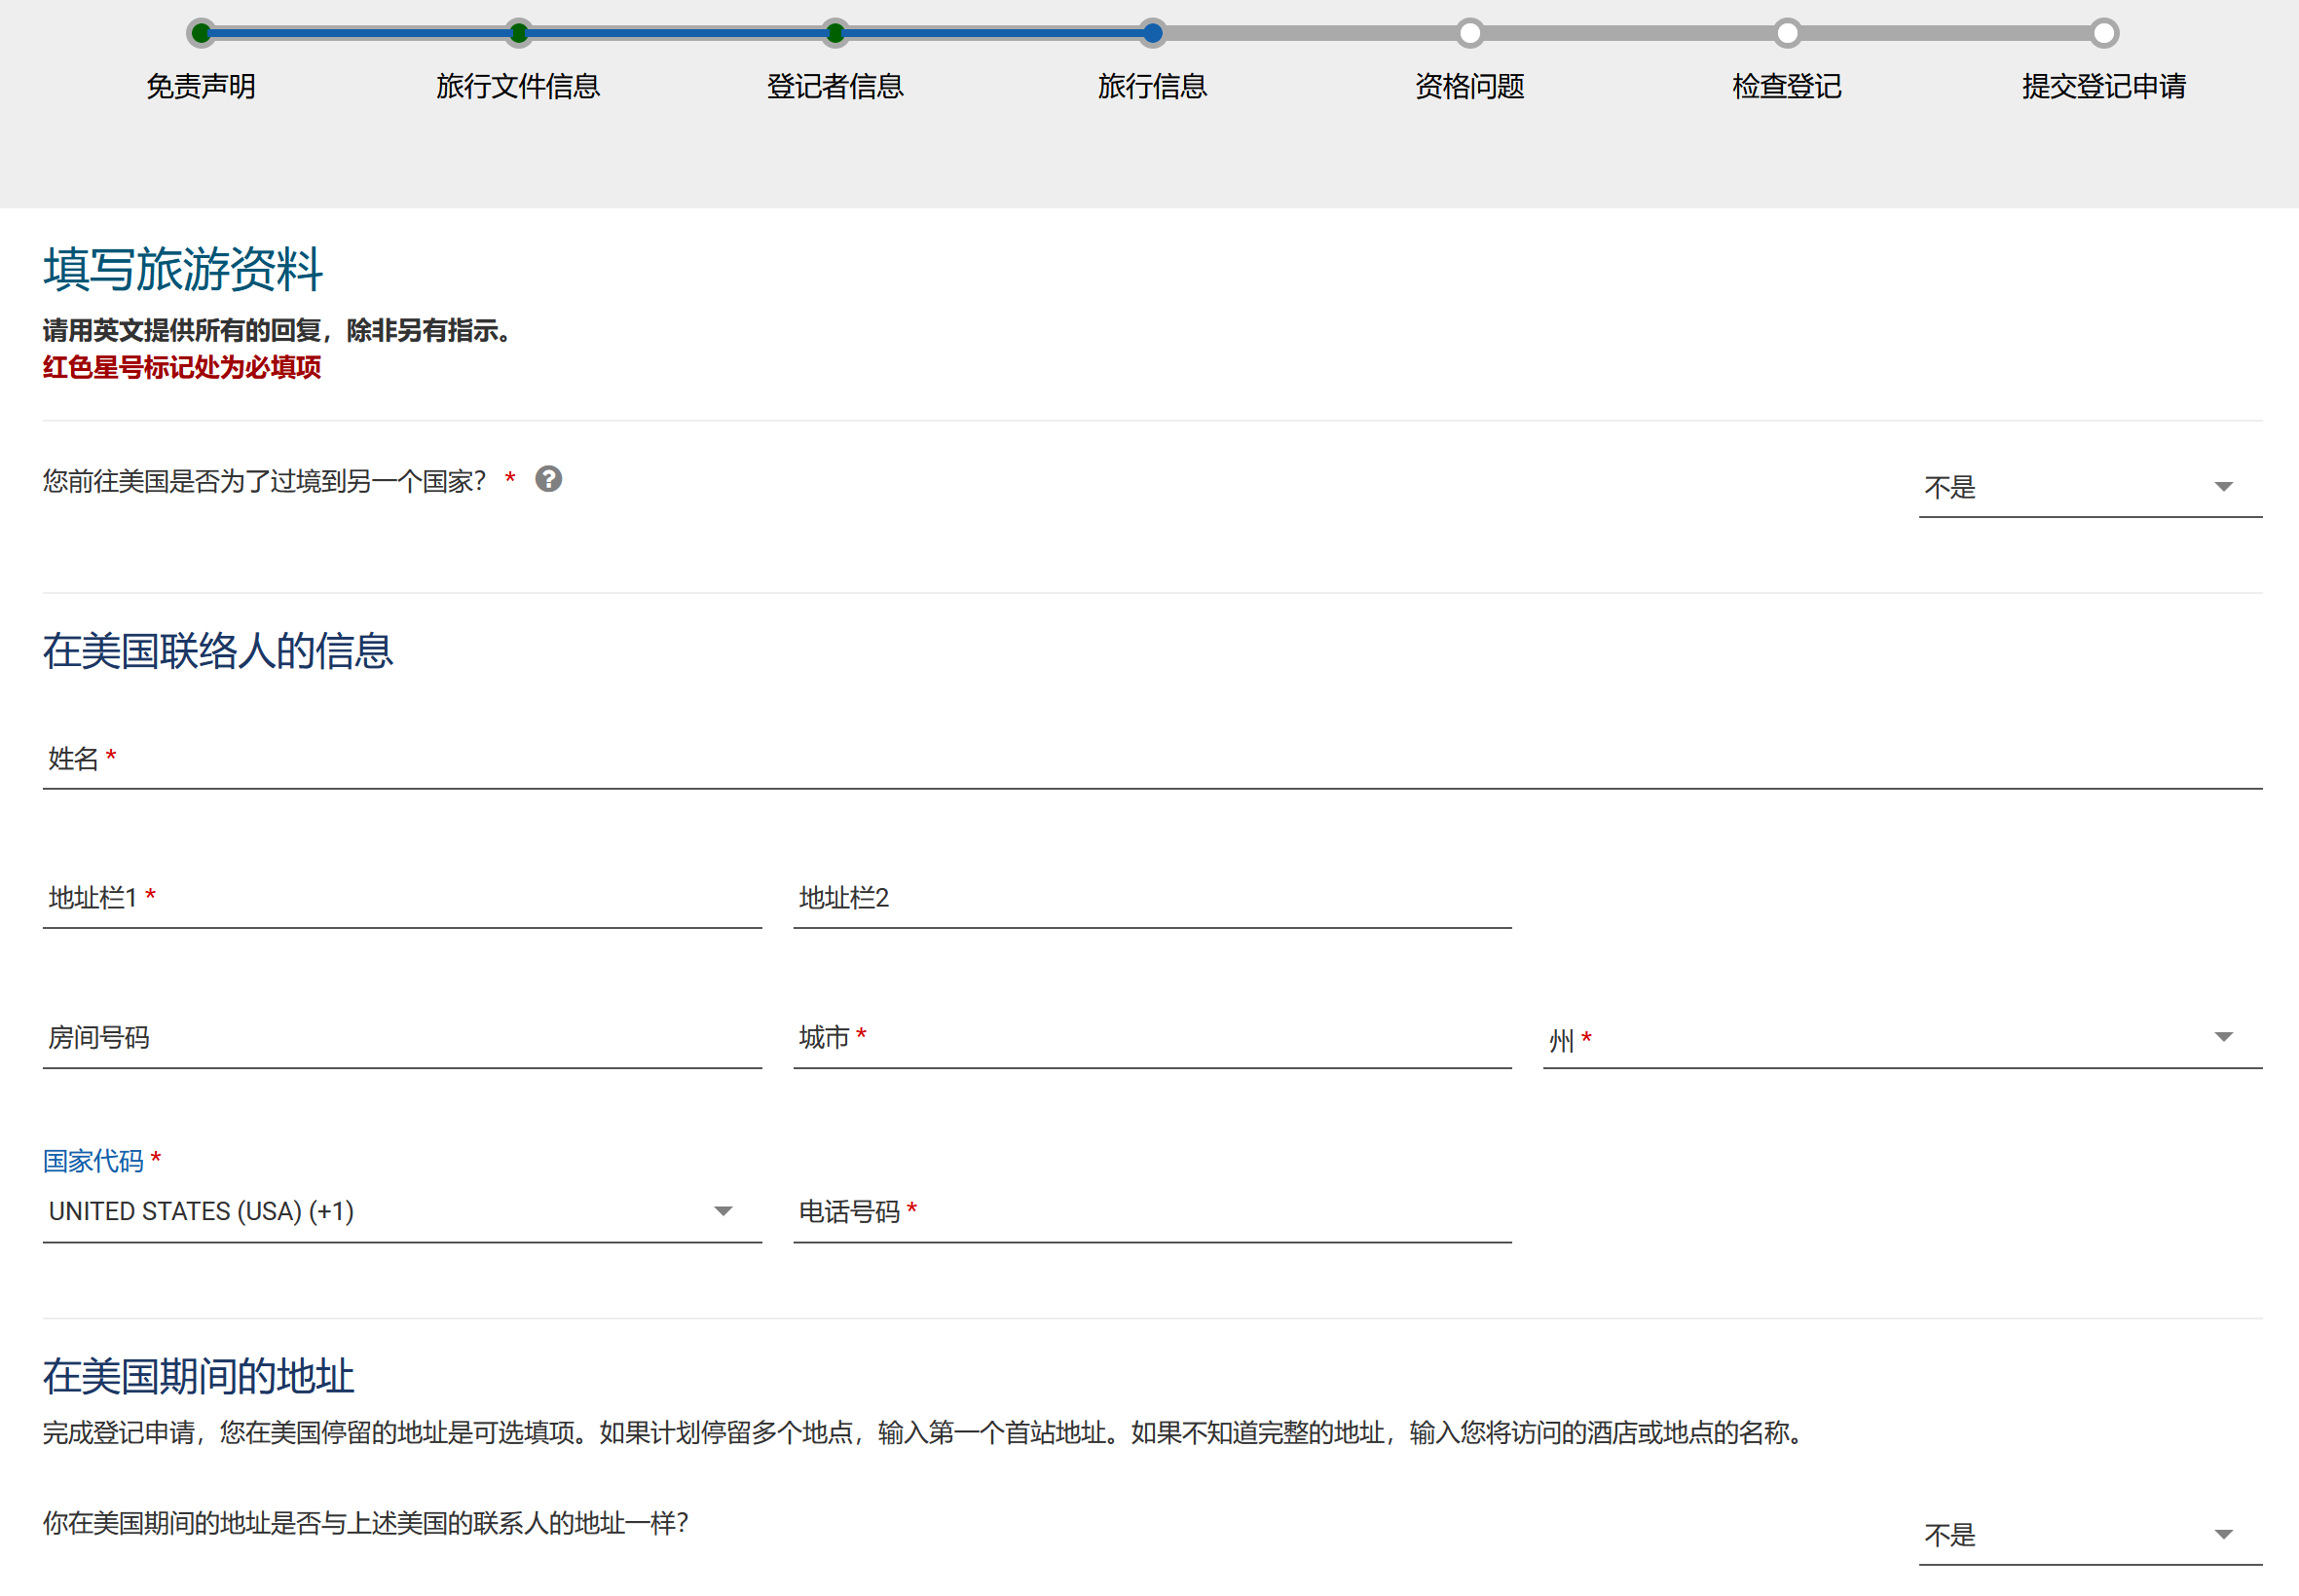 免责声明 旅行文件信息 登记者信息 旅行信息 资格问题 检查登记 提交登记申请
填写旅游资料
请用英文提供所有的回复，除非另有指示。
红色星号标记处为必填项
您前往美国是否为了过境到另一个国家？ * ? 不是
在美国联络人的信息
姓名 *
地址栏1 * 地址栏2
房间号码 城市 * 州 *
国家代码 *
UNITED STATES (USA) (+1) 电话号码 *
在美国期间的地址
完成登记申请，您在美国停留的地址是可选填项。如果计划停留多个地点，输入第一个首站地址。如果不知道完整的地址，输入您将访问的酒店或地点的名称。
你在美国期间的地址是否与上述美国的联系人的地址一样？ 不是